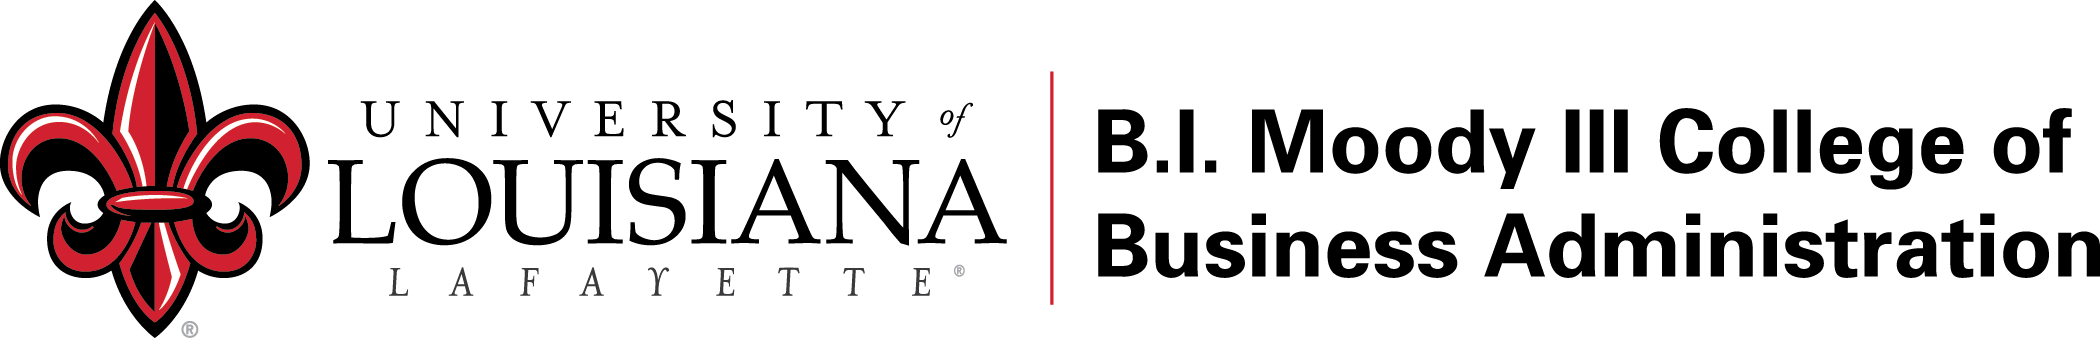 UNIVERSITY of
LOUISIANA
LAFAYETTE®
®
B.I. Moody III College of
Business Administration